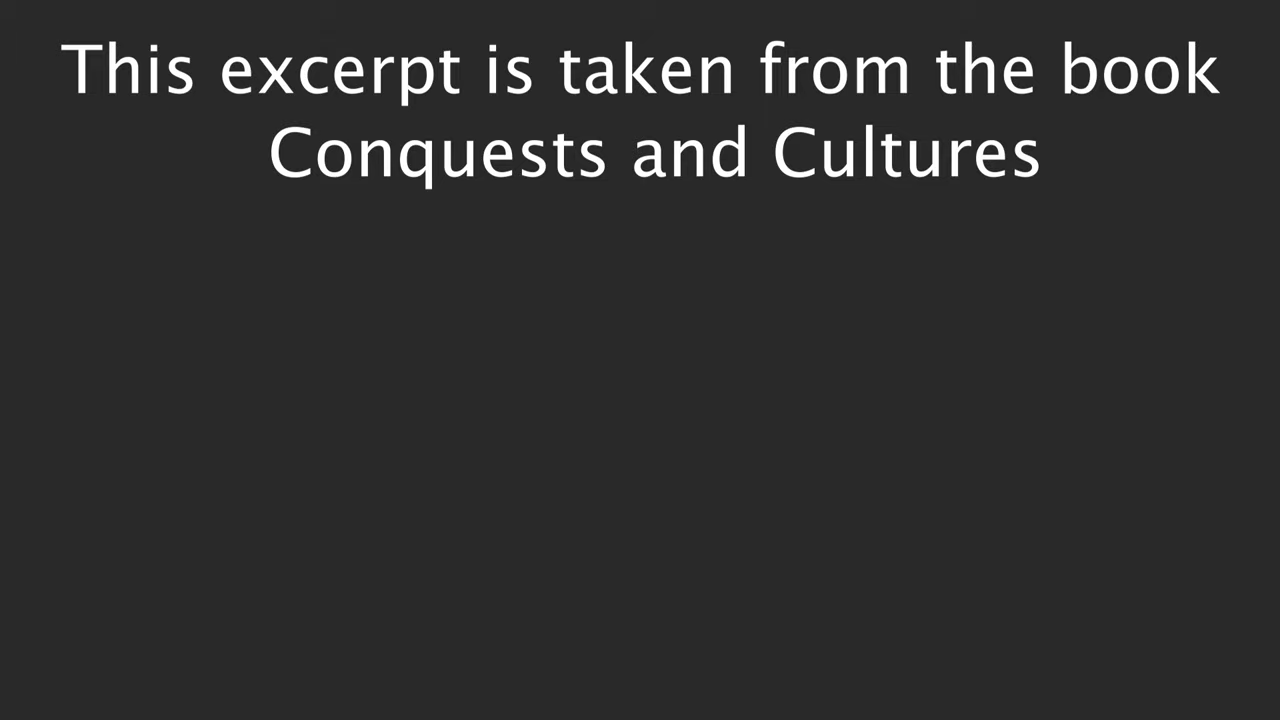 This excerpt is taken from the book
Conquests and Cultures